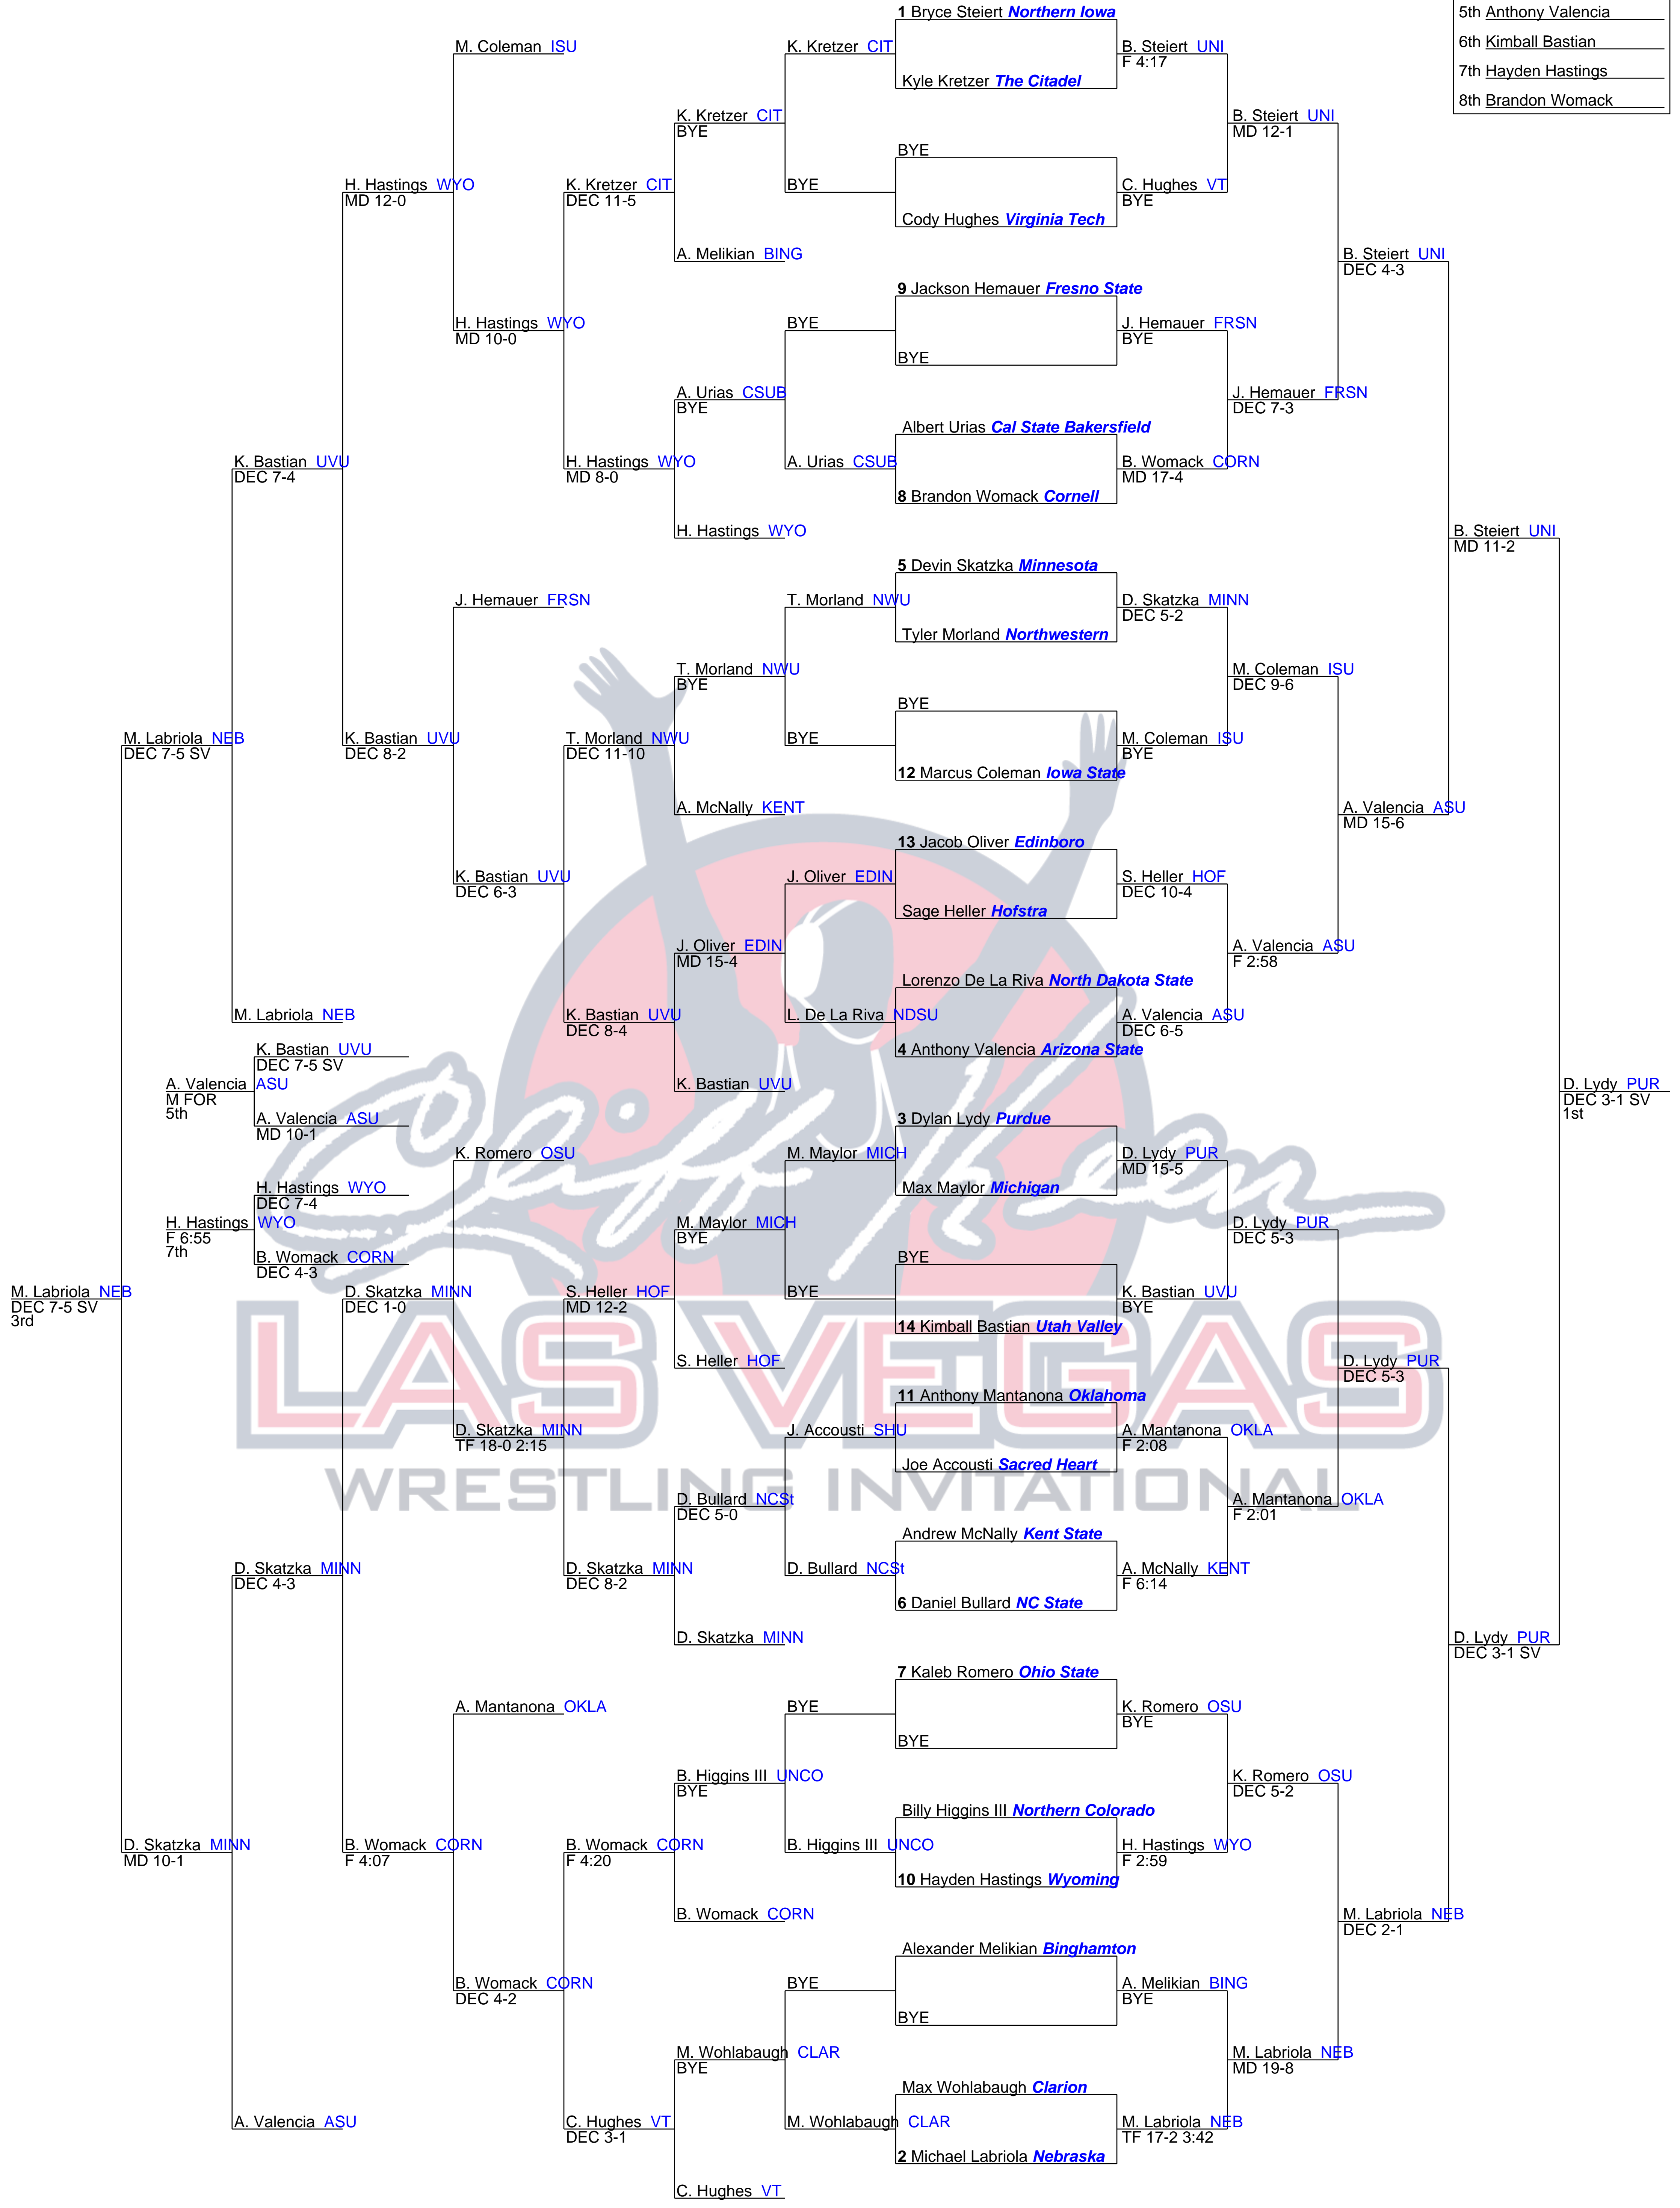 1 Bryce Steiert Northern Iowa
5th Anthony Valencia
M. Coleman ISU
K. Kretzer CIT
B. Steiert UNI
F 4:17
6th Kimball Bastian
7th Hayden Hastings
Kyle Kretzer The Citadel
8th Brandon Womack
K. Kretzer CIT
BYE
B. Steiert UNI
MD 12-1
BYE
H. Hastings WYO
MD 12-0
K. Kretzer CIT
DEC 11-5
BYE
C. Hughes VT
BYE
Cody Hughes Virginia Tech
A. Melikian BING
B. Steiert UNI
DEC 4-3
9 Jackson Hemauer Fresno State
H. Hastings WYO
MD 10-0
BYE
J. Hemauer FRSN
BYE
BYE
A. Urias CSUB
BYE
J. Hemauer FRSN
DEC 7-3
Albert Urias Cal State Bakersfield
K. Bastian UVU
DEC 7-4
H. Hastings WYO
MD 8-0
A. Urias CSUB
B. Womack CORN
MD 17-4
8 Brandon Womack Cornell
H. Hastings WYO
B. Steiert UNI
MD 11-2
5 Devin Skatzka Minnesota
J. Hemauer FRSN
T. Morland NWU
D. Skatzka MINN
DEC 5-2
Tyler Morland Northwestern
T. Morland NWU
BYE
M. Coleman ISU
DEC 9-6
BYE
M. Labriola NEB
DEC 7-5 SV
K. Bastian UVU
DEC 8-2
T. Morland NWU
DEC 11-10
BYE
M. Coleman ISU
BYE
12 Marcus Coleman Iowa State
A. McNally KENT
A. Valencia ASU
MD 15-6
13 Jacob Oliver Edinboro
K. Bastian UVU
DEC 6-3
J. Oliver EDIN
S. Heller HOF
DEC 10-4
Sage Heller Hofstra
J. Oliver EDIN
MD 15-4
A. Valencia ASU
F 2:58
Lorenzo De La Riva North Dakota State
M. Labriola NEB
K. Bastian UVU
DEC 8-4
L. De La Riva NDSU
A. Valencia ASU
DEC 6-5
K. Bastian UVU
DEC 7-5 SV
4 Anthony Valencia Arizona State
A. Valencia ASU
M FOR
5th
K. Bastian UVU
D. Lydy PUR
DEC 3-1 SV
1st
A. Valencia ASU
MD 10-1
3 Dylan Lydy Purdue
K. Romero OSU
M. Maylor MICH
D. Lydy PUR
MD 15-5
H. Hastings WYO
DEC 7-4
Max Maylor Michigan
Cliff Keen
H. Hastings WYO
F 6:55
7th
M. Maylor MICH
BYE
D. Lydy PUR
DEC 5-3
B. Womack CORN
DEC 4-3
BYE
M. Labriola NEB
DEC 7-5 SV
3rd
D. Skatzka MINN
DEC 1-0
S. Heller HOF
MD 12-2
BYE
K. Bastian UVU
BYE
14 Kimball Bastian Utah Valley
S. Heller HOF
D. Lydy PUR
DEC 5-3
LAS VEGAS
11 Anthony Mantanona Oklahoma
D. Skatzka MINN
TF 18-0 2:15
J. Accousti SHU
A. Mantanona OKLA
F 2:08
Joe Accousti Sacred Heart
WRESTLING INVITATIONAL
D. Bullard NCSt
DEC 5-0
A. Mantanona OKLA
F 2:01
Andrew McNally Kent State
D. Skatzka MINN
DEC 4-3
D. Skatzka MINN
DEC 8-2
D. Bullard NCSt
A. McNally KENT
F 6:14
6 Daniel Bullard NC State
D. Skatzka MINN
D. Lydy PUR
DEC 3-1 SV
7 Kaleb Romero Ohio State
A. Mantanona OKLA
BYE
K. Romero OSU
BYE
BYE
B. Higgins III UNCO
BYE
K. Romero OSU
DEC 5-2
Billy Higgins III Northern Colorado
D. Skatzka MINN
MD 10-1
B. Womack CORN
F 4:07
B. Womack CORN
F 4:20
B. Higgins III UNCO
H. Hastings WYO
F 2:59
10 Hayden Hastings Wyoming
B. Womack CORN
M. Labriola NEB
DEC 2-1
Alexander Melikian Binghamton
B. Womack CORN
DEC 4-2
BYE
A. Melikian BING
BYE
BYE
M. Wohlabaugh CLAR
BYE
M. Labriola NEB
MD 19-8
Max Wohlabaugh Clarion
A. Valencia ASU
C. Hughes VT
DEC 3-1
M. Wohlabaugh CLAR
M. Labriola NEB
TF 17-2 3:42
2 Michael Labriola Nebraska
C. Hughes VT